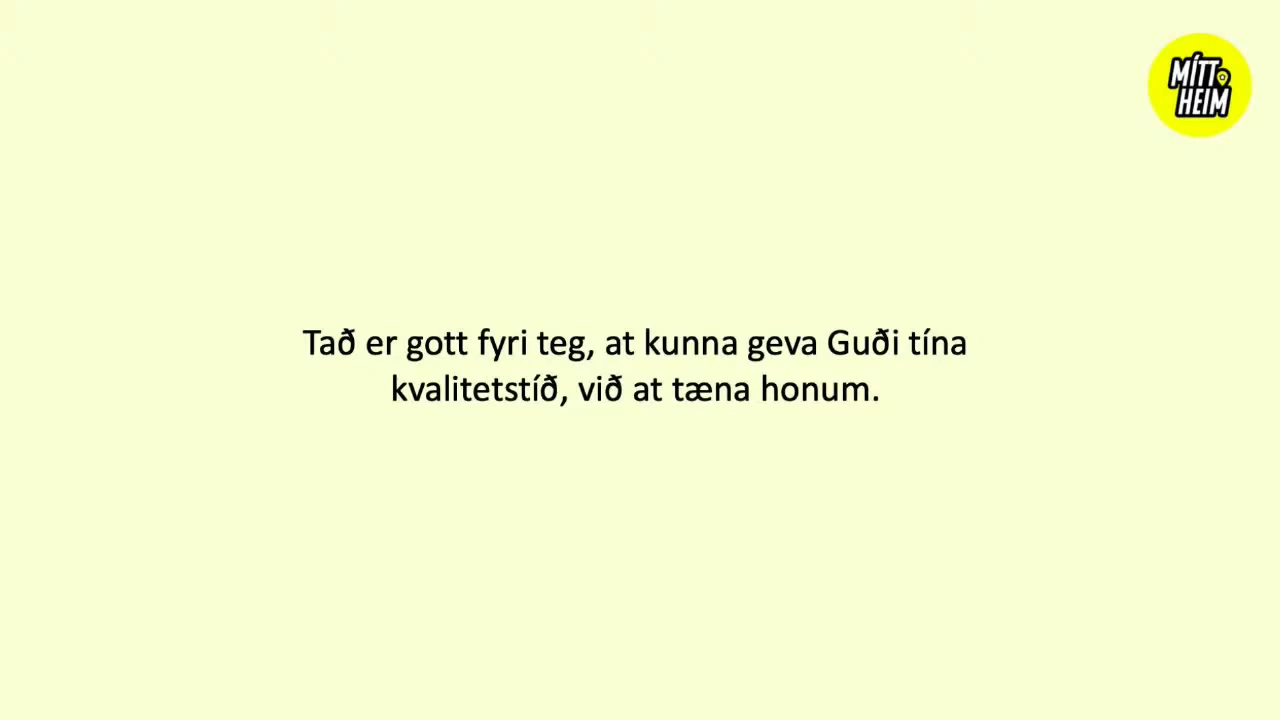 MÍTT
HEIM
Tað er gott fyri teg, at kunna geva Guði tína
kvalitetstíð, við at tæna honum.